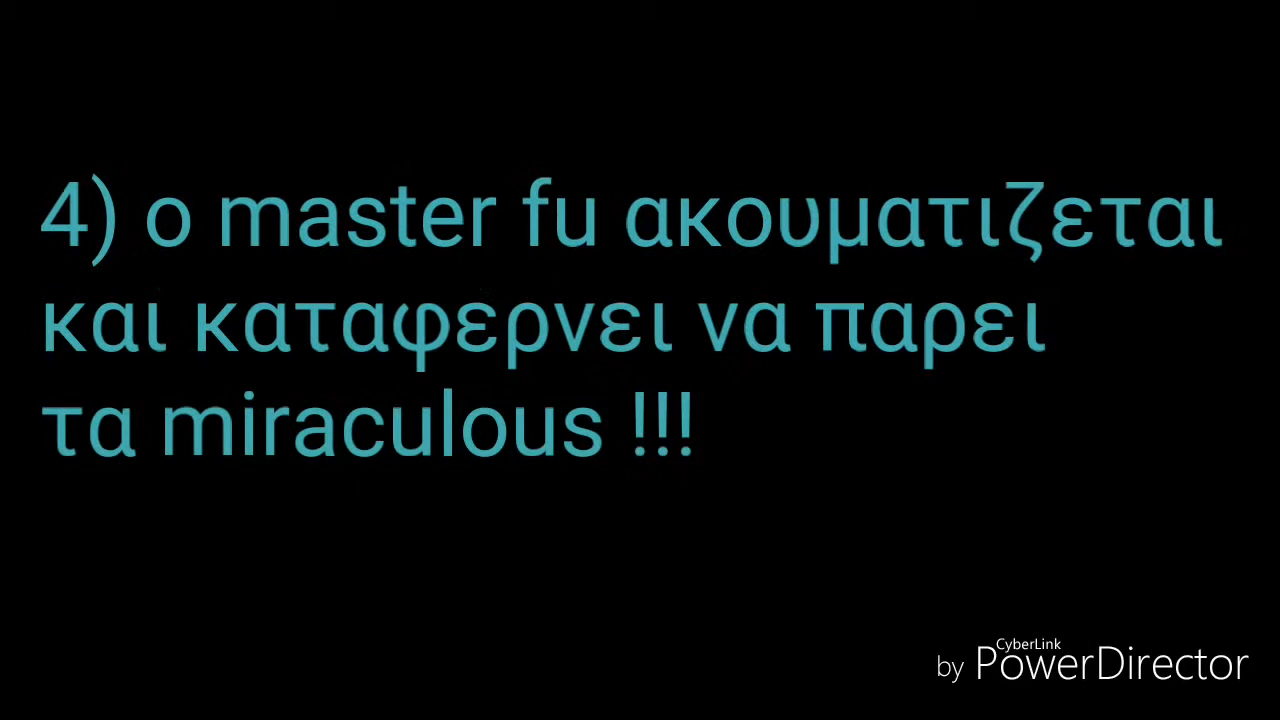 4) ο master fu ακουματιζεται
και καταφερνει να παρει
τα miraculous !!!
CyberLink
by PowerDirector